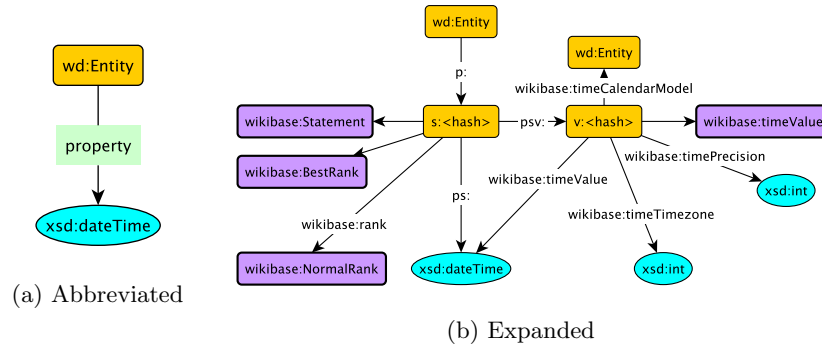 wd:Entity
property
xsd:dateTime
(a) Abbreviated
wd:Entity
p:
wd:Entity
wikibase:timeCalendarModel
wikibase:Statement
s:<hash>
psv:
v:<hash>
wikibase:timeValue
wikibase:BestRank
wikibase:timePrecision
wikibase:timeValue
ps:
xsd:int
wikibase:rank
wikibase:timeTimezone
wikibase:NormalRank
xsd:dateTime
xsd:int
(b) Expanded